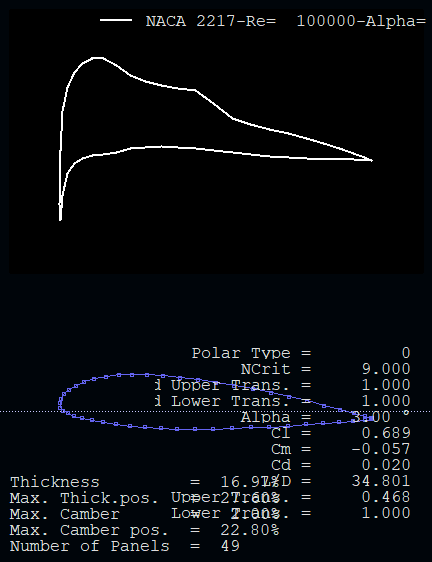 NACA 2217-Re=  100000-Alpha=
Polar Type = 0
NCrit = 9.000
i Upper Trans. = 1.000
i Lower Trans. = 1.000
Alpha = 3.00 °
Cl = 0.689
Cm = -0.057
Cd = 0.020
L/D = 34.801
Upper Trans. = 0.468
Lower Trans. = 1.000
Thickness = 16.97%
Max. Thick.pos. = 27.60%
Max. Camber = 2.00%
Max. Camber pos. = 22.80%
Number of Panels = 49